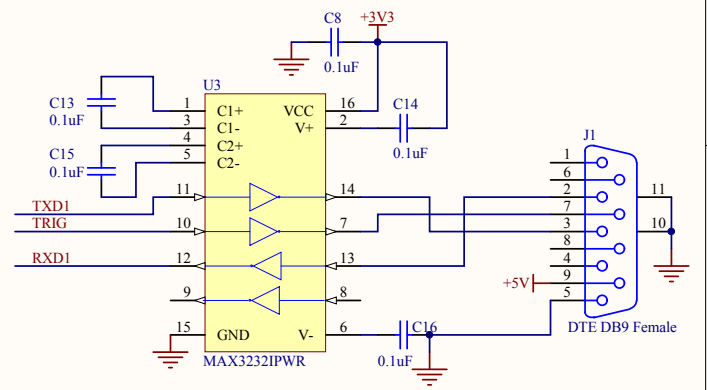 C8
+3V3
0.1uF
U3
C13
0.1uF
1
C1+
VCC
16
C14
3
C1-
V+
2
0.1uF
J1
4
C2+
C15
0.1uF
5
C2-
1
6
TXD1
11
14
2
11
7
TRIG
10
7
3
10
8
RXD1
12
13
4
9
8
+5V
9
5
15
GND
V-
6
C16
DTE DB9 Female
MAX3232IPWR
0.1uF